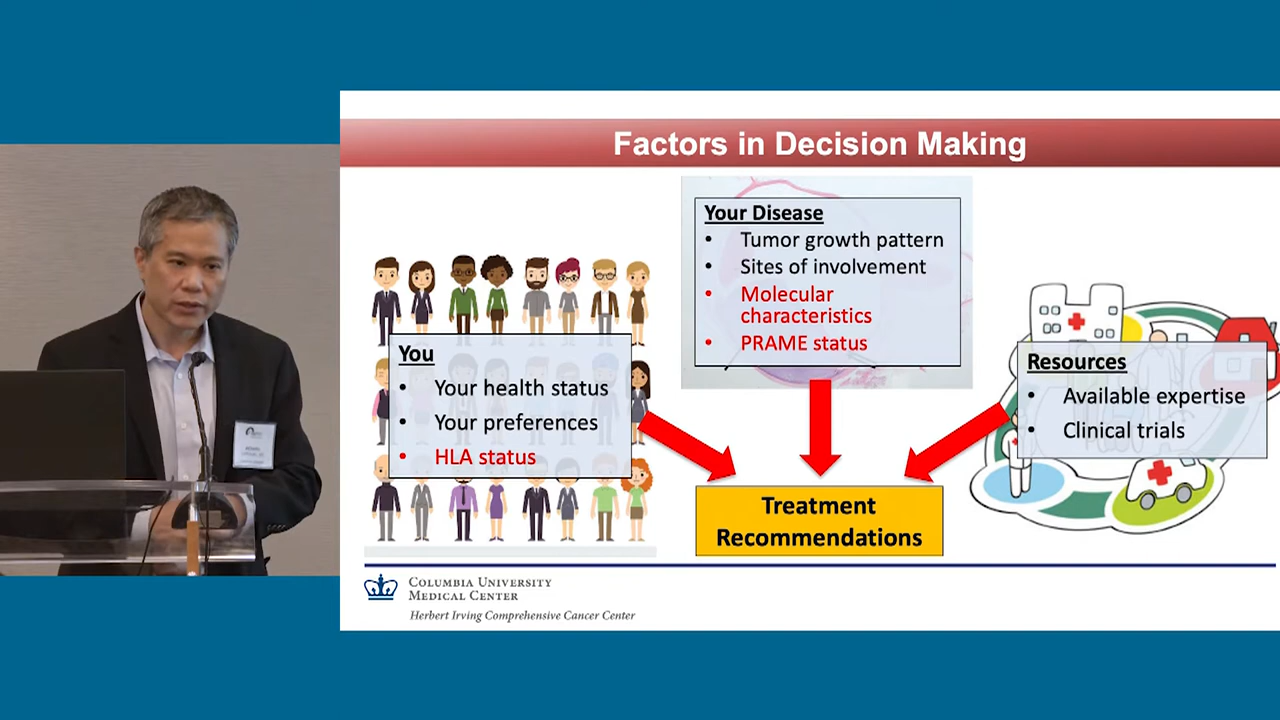 Factors in Decision Making
Your Disease
• Tumor growth pattern
• Sites of involvement
• Molecular
characteristics
• PRAME status
You
• Your health status
• Your preferences
• HLA status
Resources
• Available expertise
• Clinical trials
Treatment
Recommendations
COLUMBIA UNIVERSITY
MEDICAL CENTER
Herbert Irving Comprehensive Cancer Center